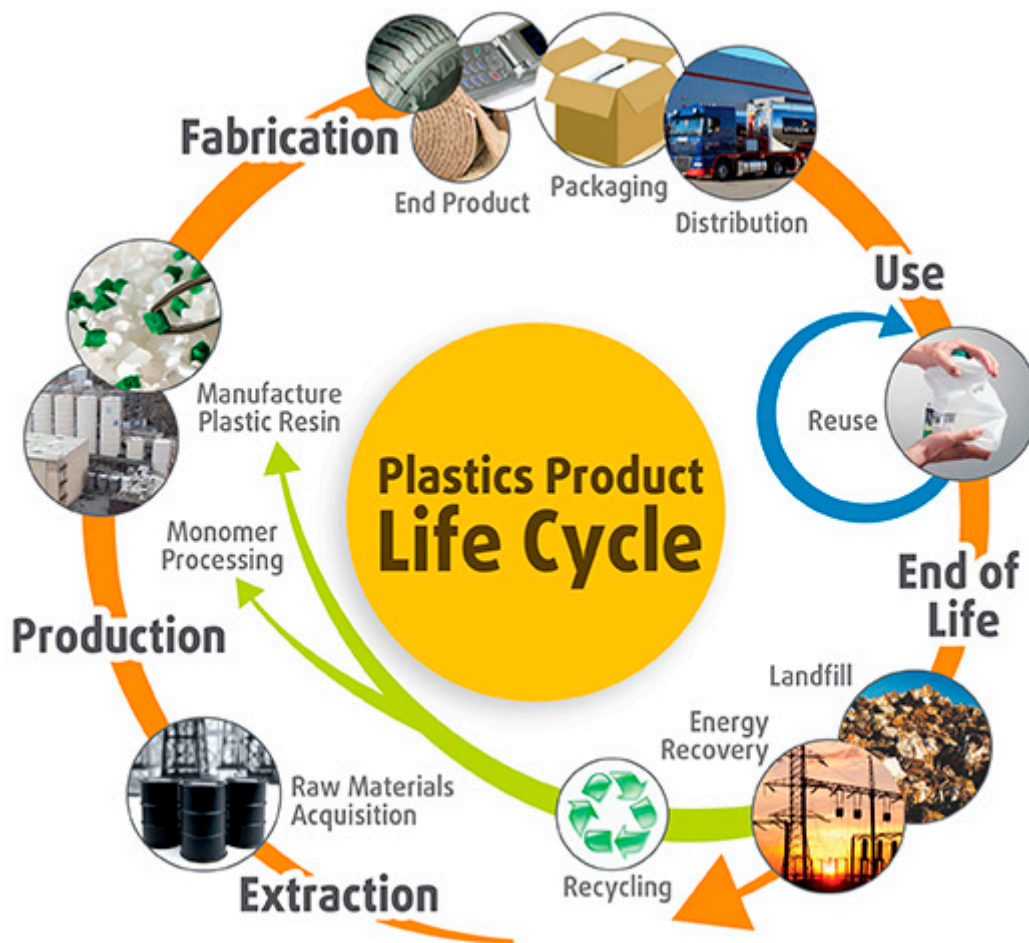 Fabrication
End Product
Packaging
Distribution
Use
Reuse
Manufacture
Plastic Resin
Plastics Product
Life Cycle
Monomer
Processing
Production
End of
Life
Landfill
Energy
Recovery
Raw Materials
Acquisition
Recycling
Extraction